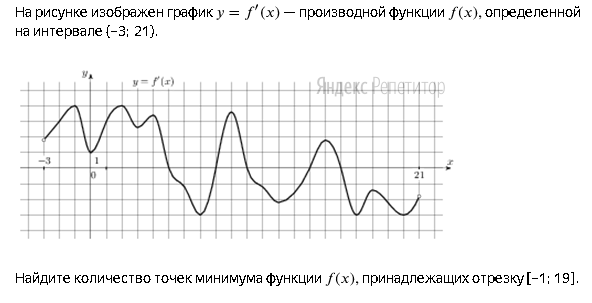 На рисунке изображен график y = f′(x) — производной функции f(x), определенной
на интервале (−3; 21).
y
y = f′(x)
Яндекс Репетитор
−3
1
x
0
21
Найдите количество точек минимума функции f(x), принадлежащих отрезку [−1; 19].